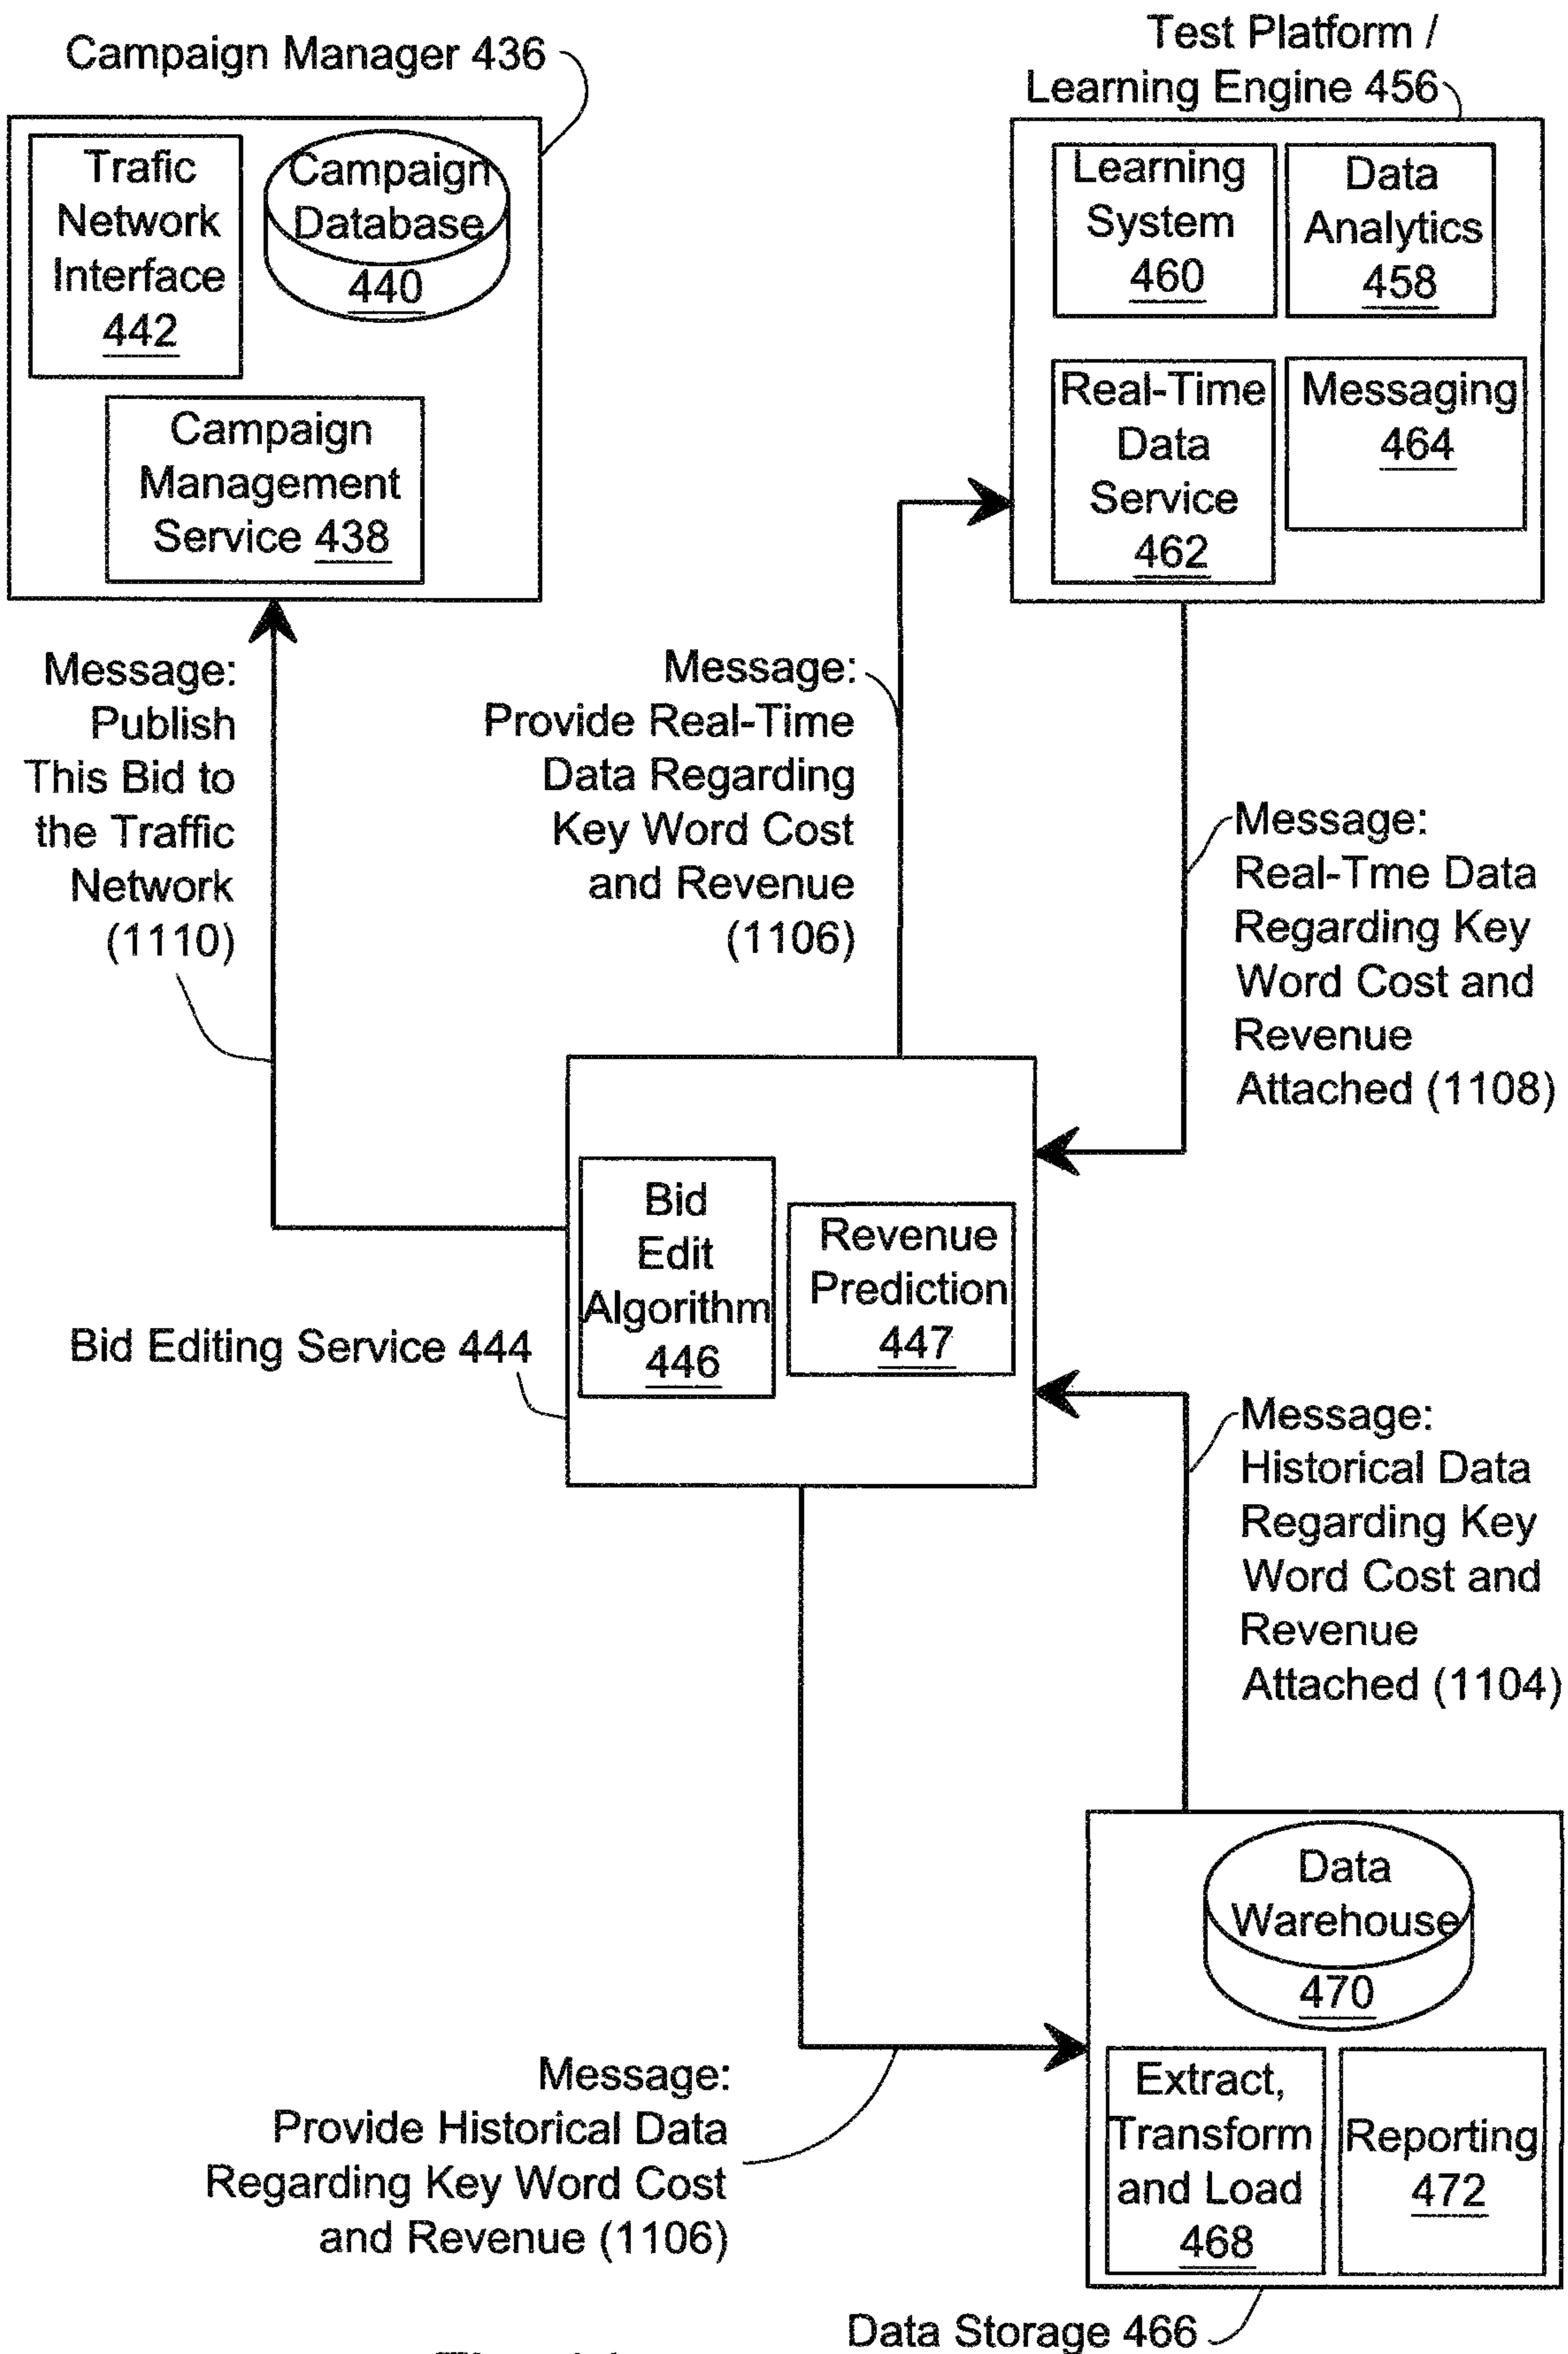 Campaign Manager 436
Trafic
Network
Interface
442
Campaign
Database
440
Campaign
Management
Service 438
Test Platform /
Learning Engine 456
Learning
System
460
Data
Analytics
458
Real-Time
Data
Service
462
Messaging
464
Message:
Publish
This Bid to
the Traffic
Network
(1110)
Message:
Provide Real-Time
Data Regarding
Key Word Cost
and Revenue
(1106)
Message:
Real-Tme Data
Regarding Key
Word Cost and
Revenue
Attached (1108)
Bid
Edit
Algorithm
446
Revenue
Prediction
447
Bid Editing Service 444
Message:
Historical Data
Regarding Key
Word Cost and
Revenue
Attached (1104)
Data
Warehouse
470
Extract,
Transform
and Load
468
Reporting
472
Message:
Provide Historical Data
Regarding Key Word Cost
and Revenue (1106)
Data Storage 466